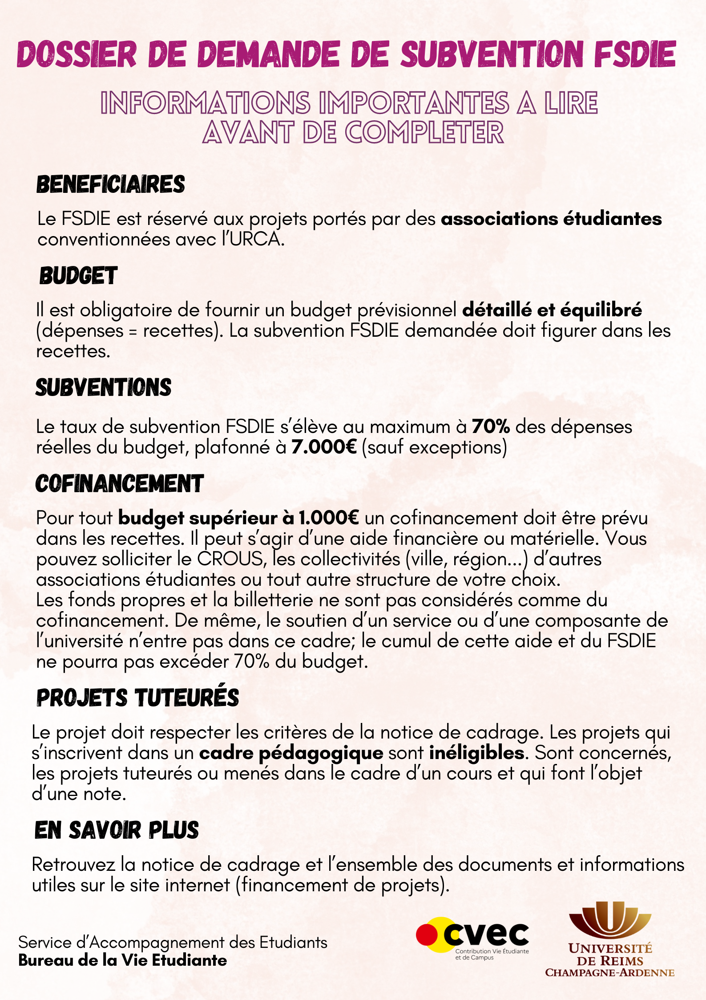 DOSSIER DE DEMANDE DE SUBVENTION FSDIE
INFORMATIONS IMPORTANTES A LIRE
AVANT DE COMPLETER
BENEFICIAIRES
Le FSDIE est réservé aux projets portés par des associations étudiantes
conventionnées avec l'URCA.
BUDGET
Il est obligatoire de fournir un budget prévisionnel détaillé et équilibré
(dépenses = recettes). La subvention FSDIE demandée doit figurer dans les
recettes.
SUBVENTIONS
Le taux de subvention FSDIE s'élève au maximum à 70% des dépenses
réelles du budget, plafonné à 7.000€ (sauf exceptions)
COFINANCEMENT
Pour tout budget supérieur à 1.000€ un cofinancement doit être prévu
dans les recettes. Il peut s'agir d'une aide financière ou matérielle. Vous
pouvez solliciter le CROUS, les collectivités (ville, région...) d'autres
associations étudiantes ou tout autre structure de votre choix.
Les fonds propres et la billetterie ne sont pas considérés comme du
cofinancement. De même, le soutien d'un service ou d'une composante de
l'université n'entre pas dans ce cadre; le cumul de cette aide et du FSDIE
ne pourra pas excéder 70% du budget.
PROJETS TUTEURÉS
Le projet doit respecter les critères de la notice de cadrage. Les projets qui
s'inscrivent dans un cadre pédagogique sont inéligibles. Sont concernés,
les projets tuteurés ou menés dans le cadre d'un cours et qui font l'objet
d'une note.
EN SAVOIR PLUS
Retrouvez la notice de cadrage et l'ensemble des documents et informations
utiles sur le site internet (financement de projets).
Service d'Accompagnement des Etudiants
Bureau de la Vie Etudiante
cvec
Contribution Vie Étudiante
et de Campus
UNIVERSITÉ
DE REIMS
CHAMPAGNE-ARDENNE